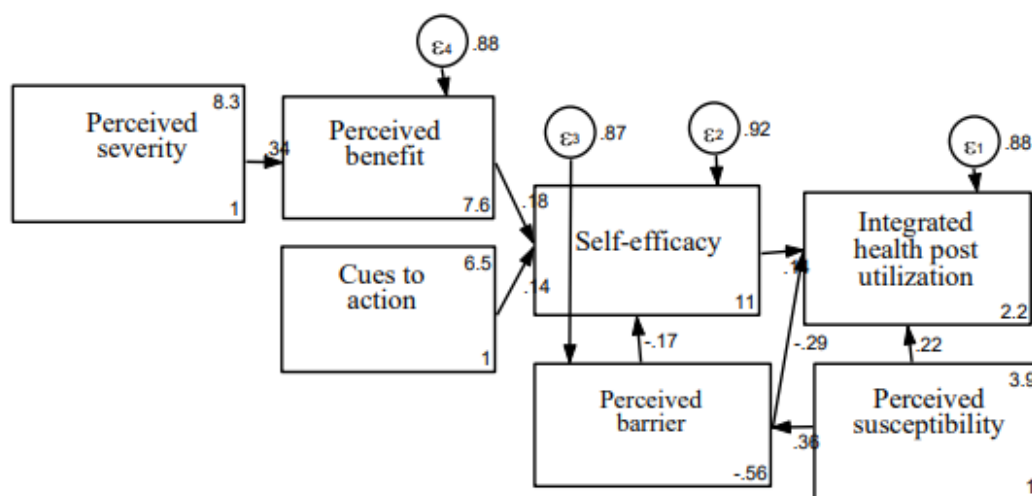 ε4 .88
8.3
Perceived
severity
1
.34
Perceived
benefit
7.6
ε3 .87
ε2 .92
ε1 .88
.18
Self-efficacy
11
Integrated
health post
utilization
2.2
6.5
Cues to
action
1
.14
-.17
-.29
.22
Perceived
barrier
-.56
.36
3.9
Perceived
susceptibility